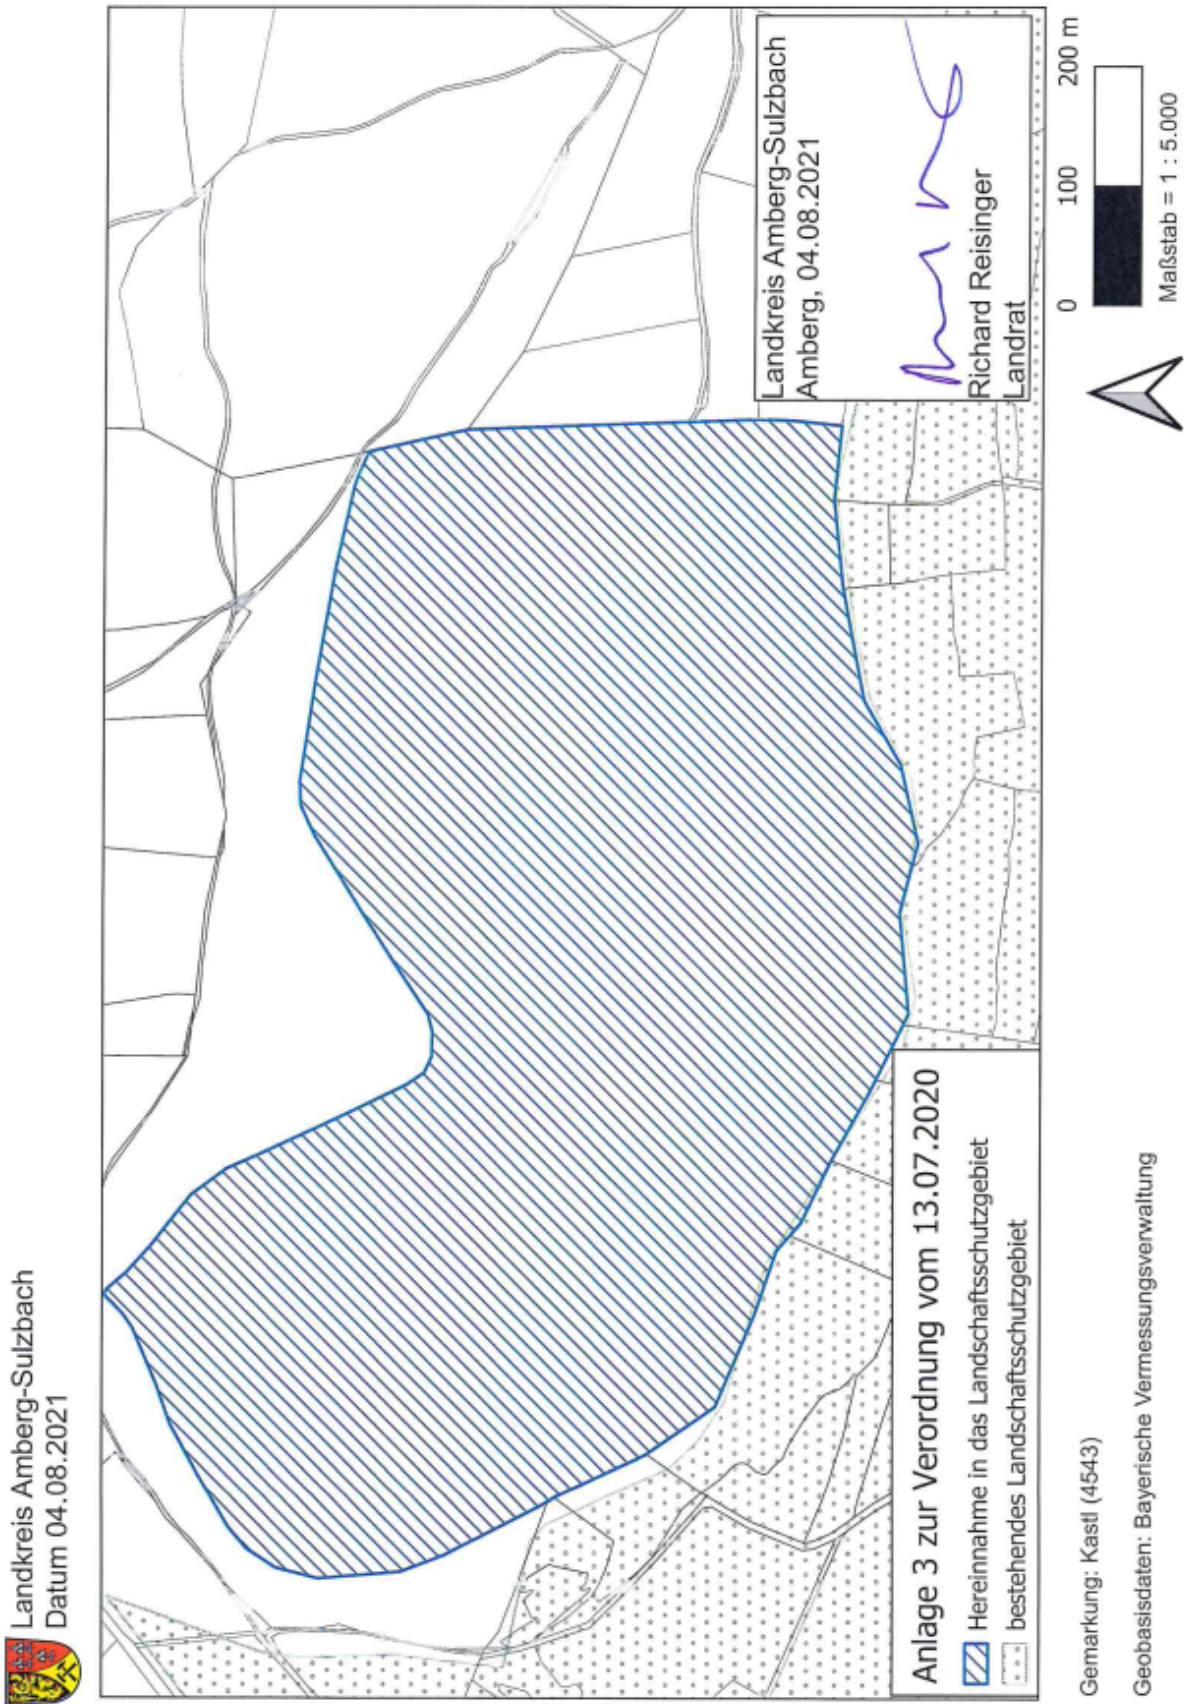 Landkreis Amberg-Sulzbach
Datum 04.08.2021
Landkreis Amberg-Sulzbach
Amberg, 04.08.2021
Richard Reisinger
Landrat
Anlage 3 zur Verordnung vom 13.07.2020
Hereinnahme in das Landschaftsschutzgebiet
bestehendes Landschaftsschutzgebiet
Gemarkung: Kastl (4543)
Geobasisdaten: Bayerische Vermessungsverwaltung
0 100 200 m
Maßstab = 1 : 5.000